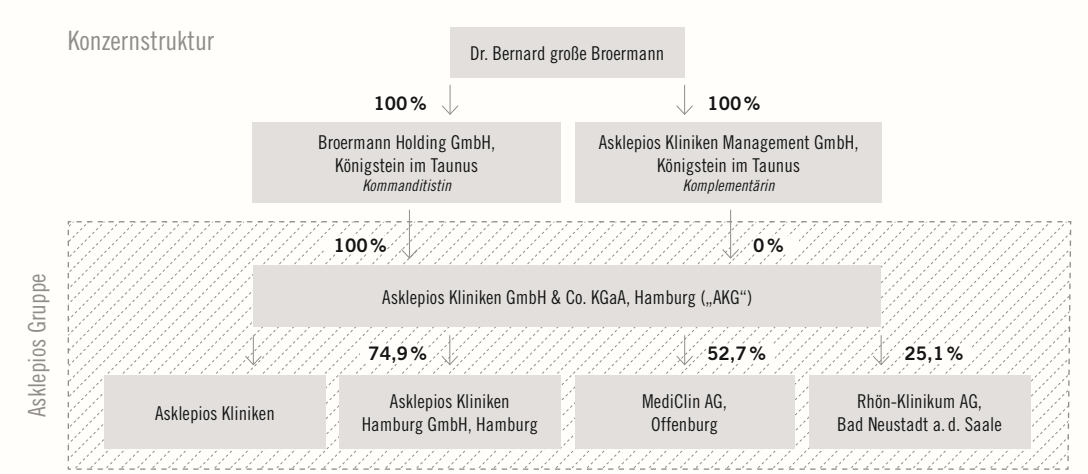 Konzernstruktur
Dr. Bernard große Broermann
100 %
100 %
Broermann Holding GmbH,
Königstein im Taunus
Kommanditistin
Asklepios Kliniken Management GmbH,
Königstein im Taunus
Komplementärin
Asklepios Gruppe
100 %
0 %
Asklepios Kliniken GmbH & Co. KGaA, Hamburg („AKG“)
74,9 %
52,7 %
25,1 %
Asklepios Kliniken
Asklepios Kliniken
Hamburg GmbH, Hamburg
MediClin AG,
Offenburg
Rhön-Klinikum AG,
Bad Neustadt a. d. Saale